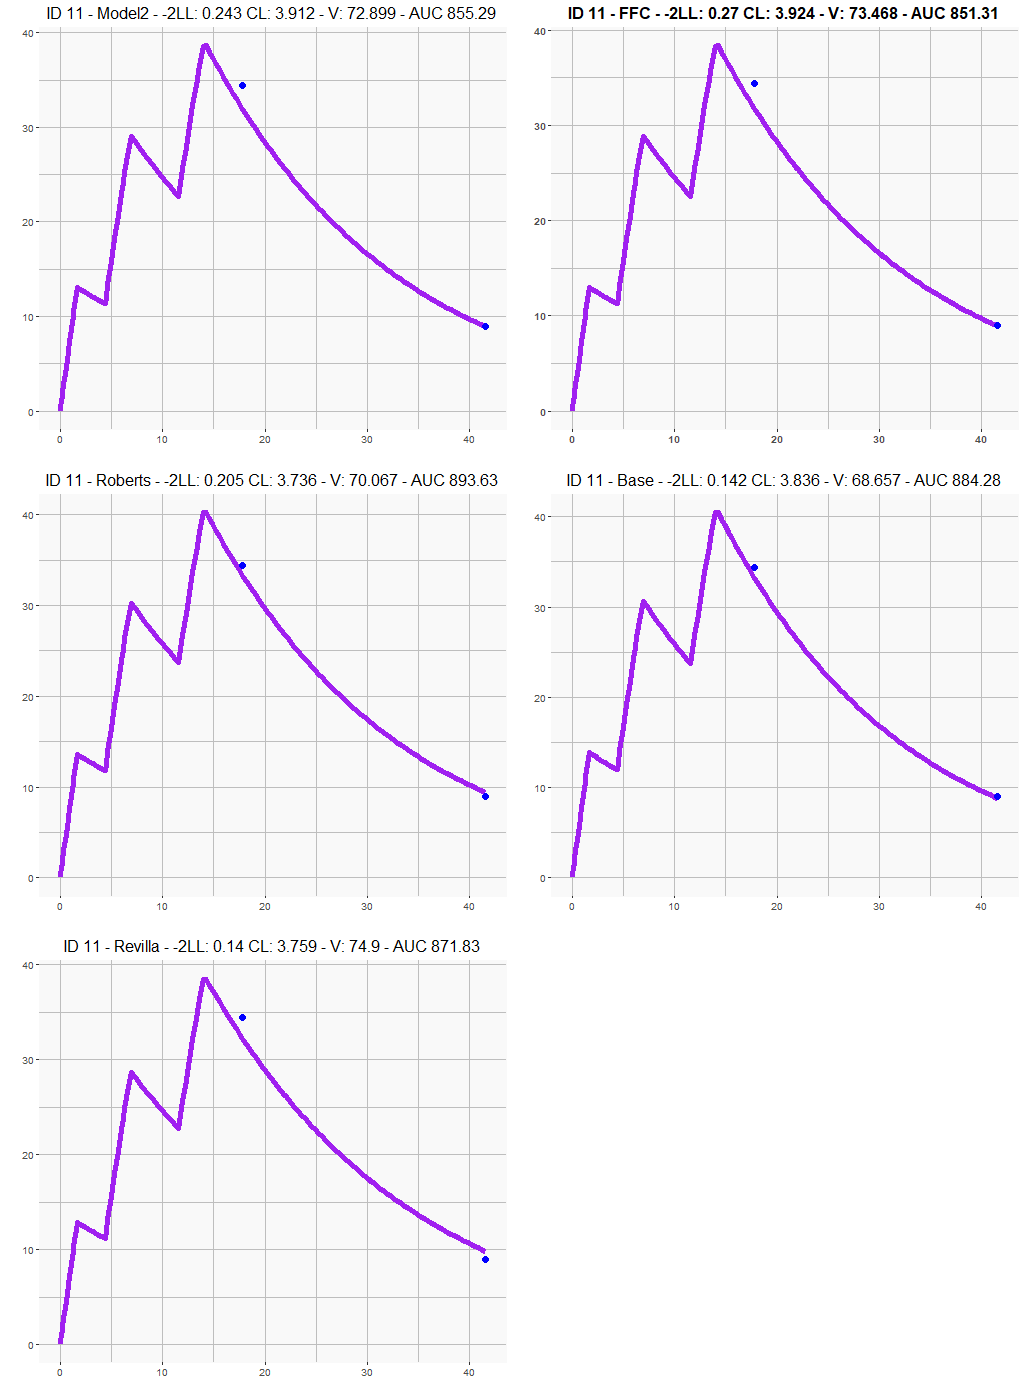 ID 11 - Model2 - -2LL: 0.243 CL: 3.912 - V: 72.899 - AUC 855.29
40
30
20
10
0
0 10 20 30 40
ID 11 - FFC - -2LL: 0.27 CL: 3.924 - V: 73.468 - AUC 851.31
40
30
20
10
0
0 10 20 30 40
ID 11 - Roberts - -2LL: 0.205 CL: 3.736 - V: 70.067 - AUC 893.63
40
30
20
10
0
0 10 20 30 40
ID 11 - Base - -2LL: 0.142 CL: 3.836 - V: 68.657 - AUC 884.28
40
30
20
10
0
0 10 20 30 40
ID 11 - Revilla - -2LL: 0.14 CL: 3.759 - V: 74.9 - AUC 871.83
40
30
20
10
0
0 10 20 30 40